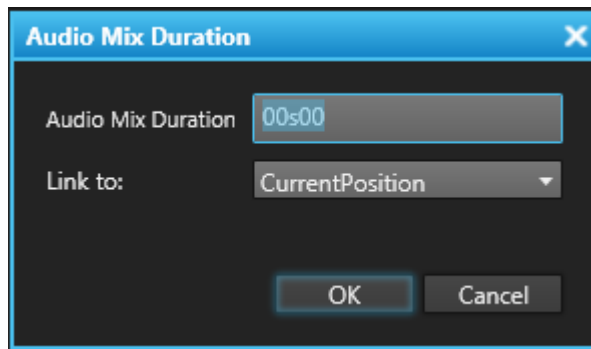 Audio Mix Duration
Audio Mix Duration 00s00
Link to: CurrentPosition
OK Cancel